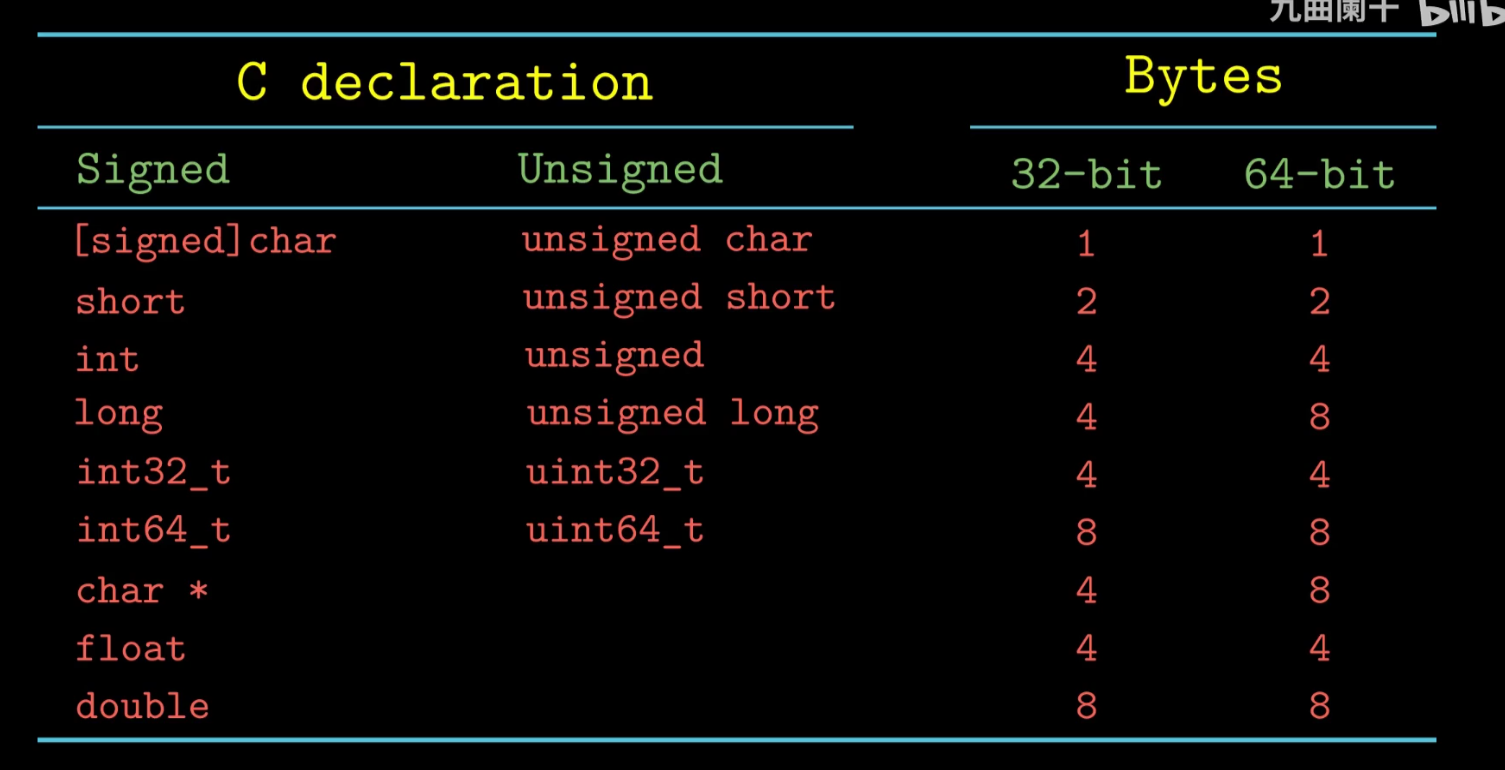 九曲阑干 bilib
C declaration Bytes
Signed Unsigned 32-bit 64-bit
[signed]char unsigned char 1 1
short unsigned short 2 2
int unsigned 4 4
long unsigned long 4 8
int32_t uint32_t 4 4
int64_t uint64_t 8 8
char * 4 8
float 4 4
double 8 8